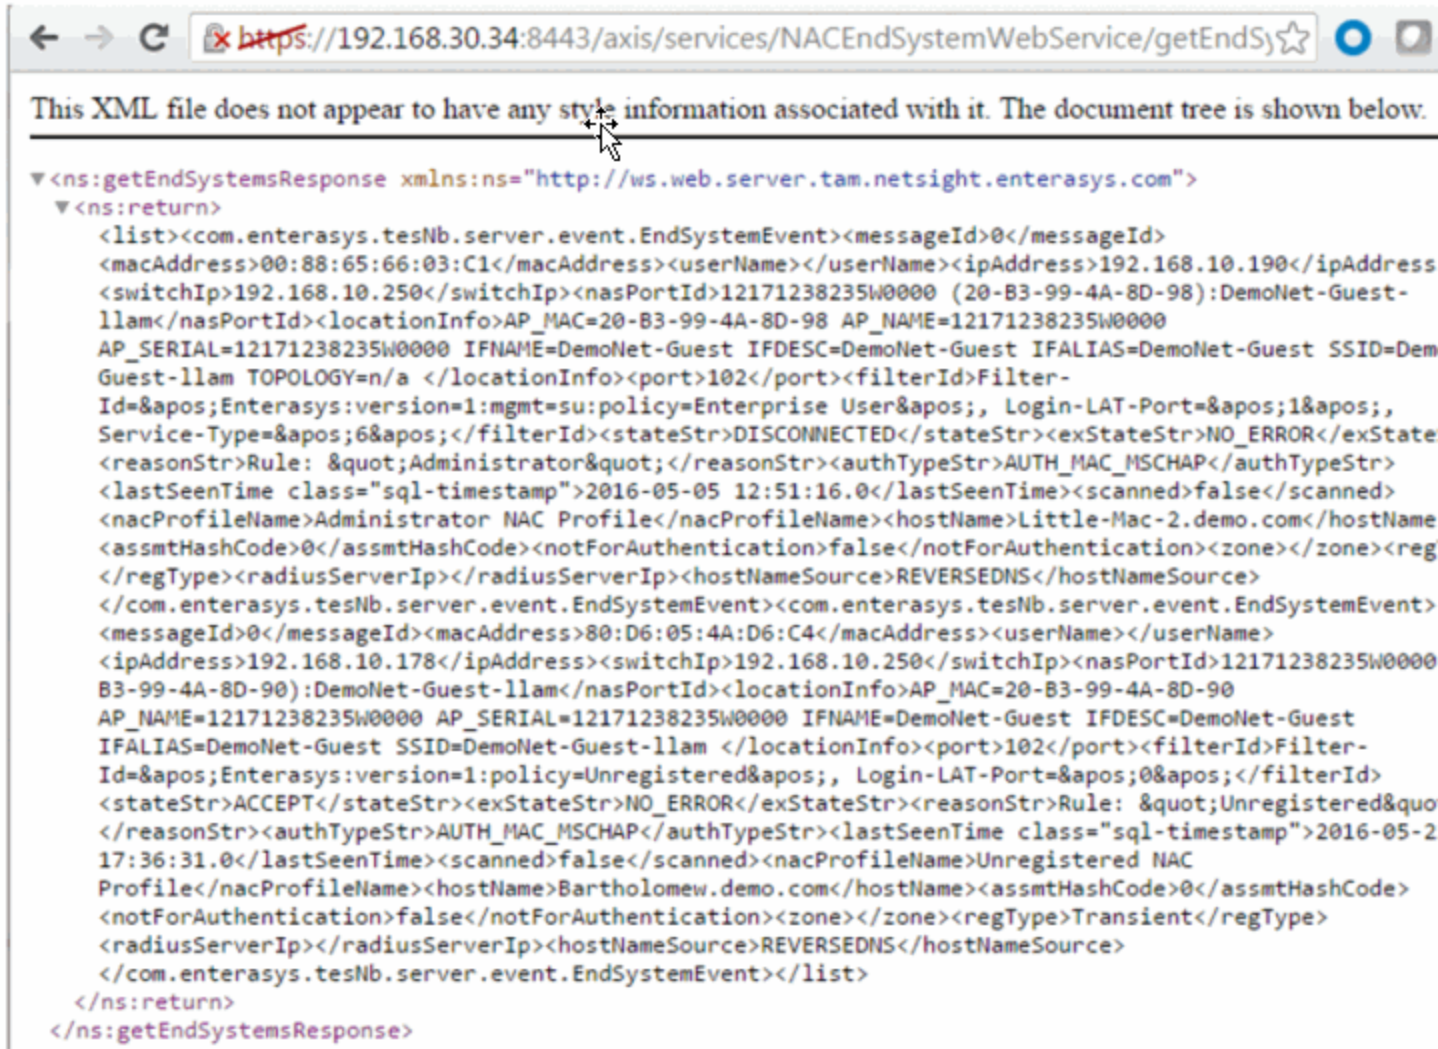 https://192.168.30.34:8443/axis/services/NACEndSystemWebService/getEndSy
This XML file does not appear to have any style information associated with it. The document tree is shown below.
▼<ns:getEndSystemsResponse xmlns:ns="http://ws.web.server.tam.netsight.enterasys.com">
▼<ns:return>
<list><com.enterasys.tesNb.server.event.EndSystemEvent><messageId>0</messageId>
<macAddress>00:88:65:66:03:C1</macAddress><userName></userName><ipAddress>192.168.10.190</ipAddress
<switchIp>192.168.10.250</switchIp><nasPortId>12171238235W0000 (20-B3-99-4A-8D-98):DemoNet-Guest-
llam</nasPortId><locationInfo>AP_MAC=20-B3-99-4A-8D-98 AP_NAME=12171238235W0000
AP_SERIAL=12171238235W0000 IFNAME=DemoNet-Guest IFDESC=DemoNet-Guest IFALIAS=DemoNet-Guest SSID=Dem
Guest-llam TOPOLOGY=n/a </locationInfo><port>102</port><filterId>Filter-
Id=&apos;Enterasys:version=1:mgmt=su:policy=Enterprise User&apos;, Login-LAT-Port=&apos;1&apos;,
Service-Type=&apos;6&apos;</filterId><stateStr>DISCONNECTED</stateStr><exStateStr>NO_ERROR</exState
<reasonStr>Rule: &quot;Administrator&quot;</reasonStr><authTypeStr>AUTH_MAC_MSCHAP</authTypeStr>
<lastSeenTime class="sql-timestamp">2016-05-05 12:51:16.0</lastSeenTime><scanned>false</scanned>
<nacProfileName>Administrator NAC Profile</nacProfileName><hostName>Little-Mac-2.demo.com</hostName
<assmtHashCode>0</assmtHashCode><notForAuthentication>false</notForAuthentication><zone></zone><reg
</regType><radiusServerIp></radiusServerIp><hostNameSource>REVERSEDNS</hostNameSource>
</com.enterasys.tesNb.server.event.EndSystemEvent><com.enterasys.tesNb.server.event.EndSystemEvent>
<messageId>0</messageId><macAddress>80:D6:05:4A:D6:C4</macAddress><userName></userName>
<ipAddress>192.168.10.178</ipAddress><switchIp>192.168.10.250</switchIp><nasPortId>12171238235W0000
B3-99-4A-8D-90):DemoNet-Guest-llam</nasPortId><locationInfo>AP_MAC=20-B3-99-4A-8D-90
AP_NAME=12171238235W0000 AP_SERIAL=12171238235W0000 IFNAME=DemoNet-Guest IFDESC=DemoNet-Guest
IFALIAS=DemoNet-Guest SSID=DemoNet-Guest-llam </locationInfo><port>102</port><filterId>Filter-
Id=&apos;Enterasys:version=1:policy=Unregistered&apos;, Login-LAT-Port=&apos;0&apos;</filterId>
<stateStr>ACCEPT</stateStr><exStateStr>NO_ERROR</exStateStr><reasonStr>Rule: &quot;Unregistered&quo
</reasonStr><authTypeStr>AUTH_MAC_MSCHAP</authTypeStr><lastSeenTime class="sql-timestamp">2016-05-2
17:36:31.0</lastSeenTime><scanned>false</scanned><nacProfileName>Unregistered NAC
Profile</nacProfileName><hostName>Bartholomew.demo.com</hostName><assmtHashCode>0</assmtHashCode>
<notForAuthentication>false</notForAuthentication><zone></zone><regType>Transient</regType>
<radiusServerIp></radiusServerIp><hostNameSource>REVERSEDNS</hostNameSource>
</com.enterasys.tesNb.server.event.EndSystemEvent></list>
</ns:return>
</ns:getEndSystemsResponse>